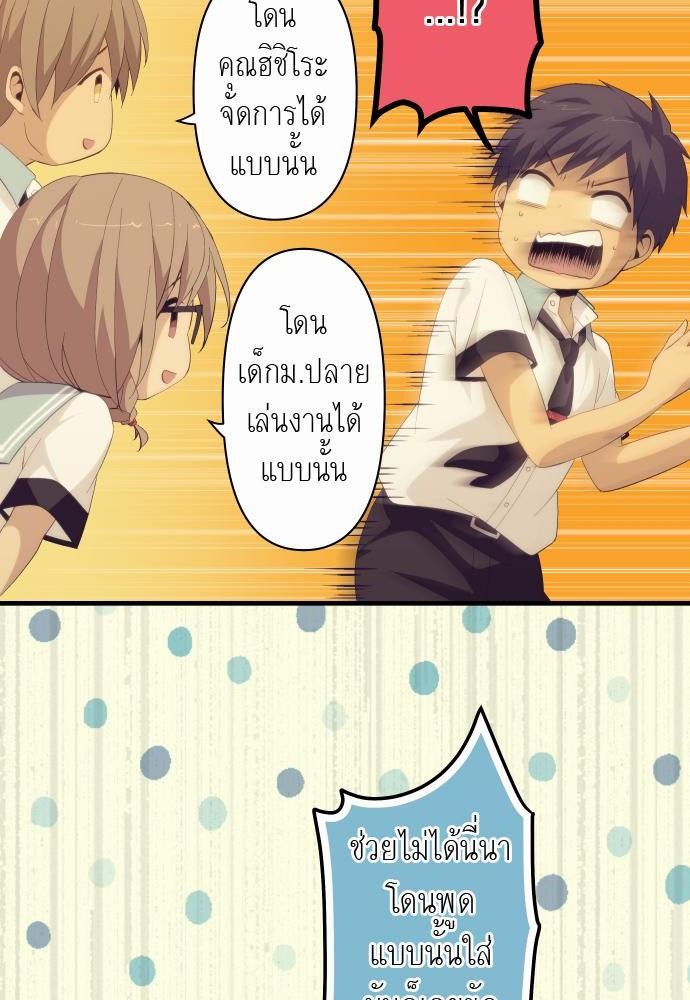 ...!?
โดน
คุณฮิชิโระ
จัดการได้
แบบนั้น
โดน
เด็กม.ปลาย
เล่นงานได้
แบบนั้น
ช่วยไม่ได้นี่นา
โดนพูด
แบบนั้นใส่